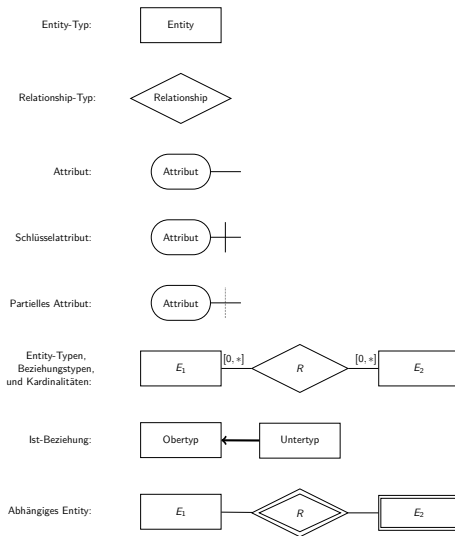 Entity-Typ: Entity
Relationship-Typ: Relationship
Attribut: Attribut
Schlüsselattribut: Attribut
Partielles Attribut: Attribut
Entity-Typen,
Beziehungstypen,
und Kardinalitäten:
E₁ [0, ∗] R [0, ∗] E₂
Ist-Beziehung: Obertyp Untertyp
Abhängiges Entity: E₁ R E₂